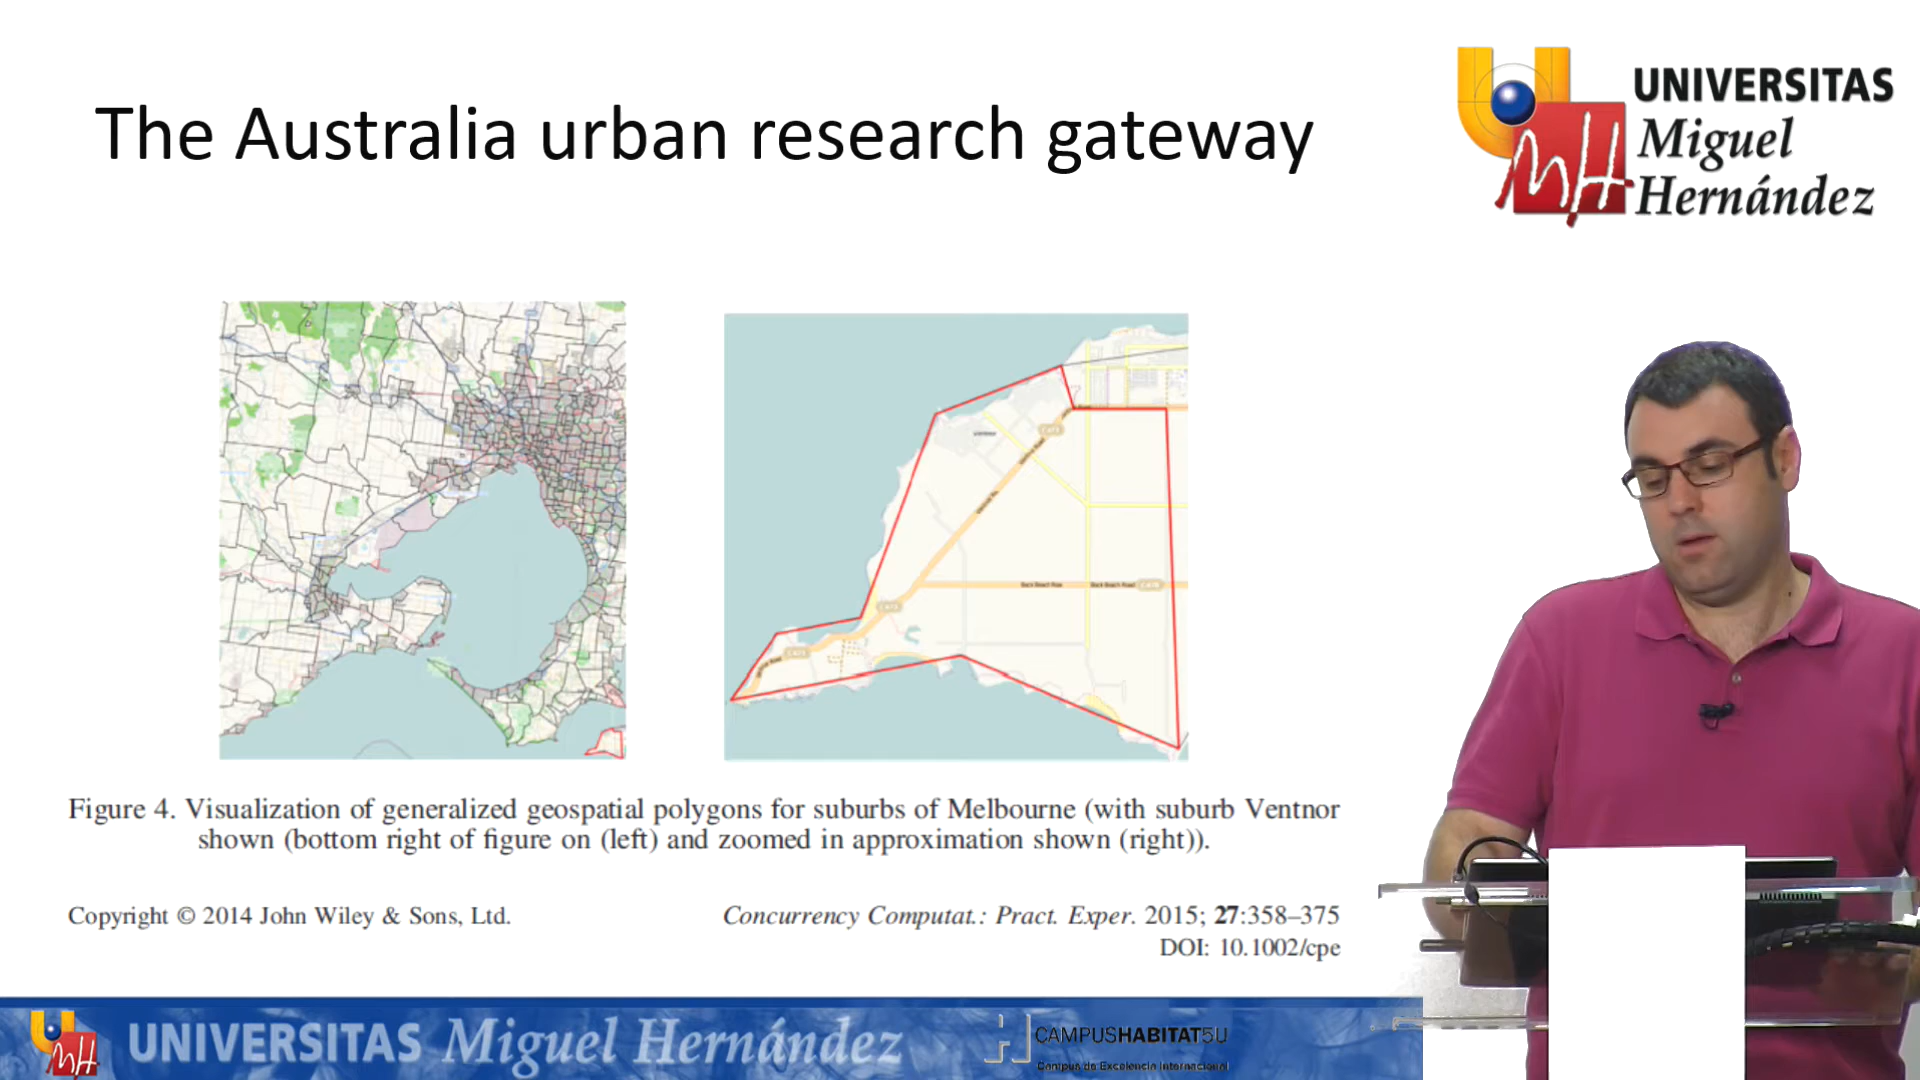 The Australia urban research gateway
UNIVERSITAS
Miguel
Hernández
Figure 4. Visualization of generalized geospatial polygons for suburbs of Melbourne (with suburb Ventnor
shown (bottom right of figure on (left) and zoomed in approximation shown (right)).
Copyright © 2014 John Wiley & Sons, Ltd.
Concurrency Computat.: Pract. Exper. 2015; 27:358–375
DOI: 10.1002/cpe
UNIVERSITAS Miguel Hernández
CAMPUSHABITAT5U
Campus de Excelencia Internacional